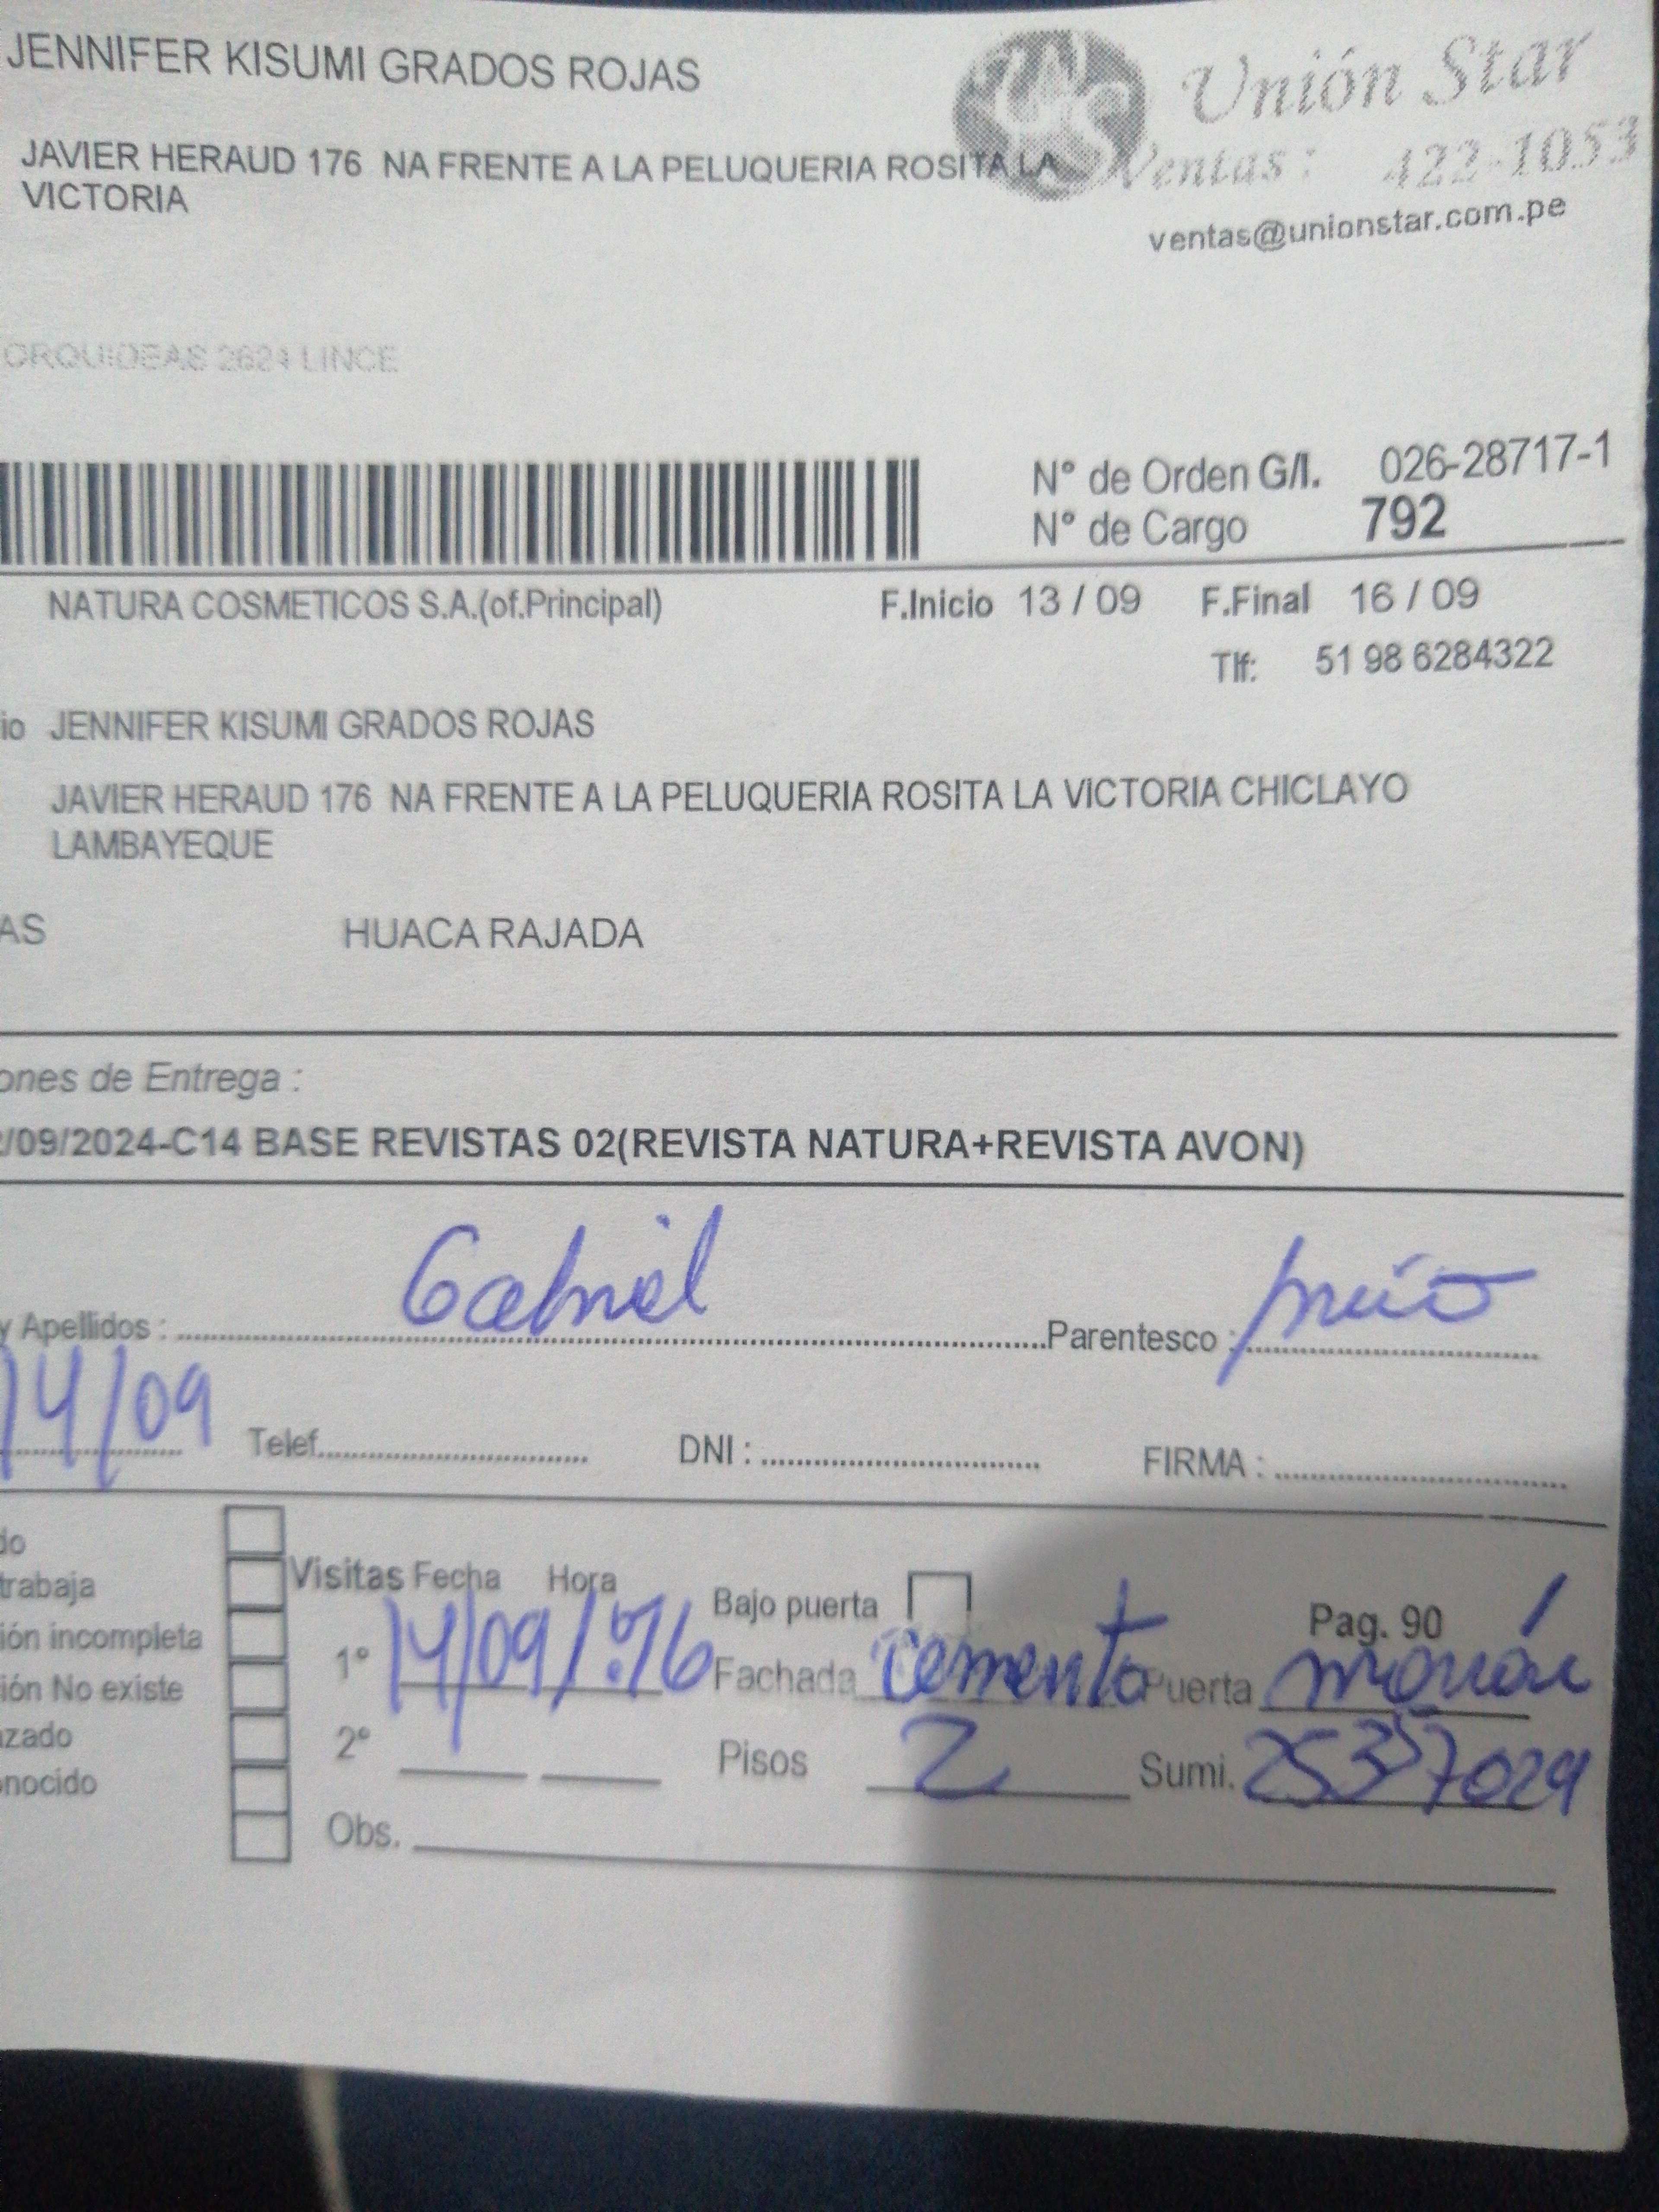 JENNIFER KISUMI GRADOS ROJAS
Unión Star
Ventas: 422-1053
ventas@unionstar.com.pe
JAVIER HERAUD 176 NA FRENTE A LA PELUQUERIA ROSITA LA
VICTORIA
ORQUIDEAS 2624 LINCE
N° de Orden G/I. 026-28717-1
N° de Cargo 792
NATURA COSMETICOS S.A.(of.Principal) F.Inicio 13 / 09 F.Final 16 / 09
Tlf: 51 98 6284322
io JENNIFER KISUMI GRADOS ROJAS
JAVIER HERAUD 176 NA FRENTE A LA PELUQUERIA ROSITA LA VICTORIA CHICLAYO
LAMBAYEQUE
AS HUACA RAJADA
ones de Entrega :
/09/2024-C14 BASE REVISTAS 02(REVISTA NATURA+REVISTA AVON)
y Apellidos : Gabriel Parentesco :
14/09 Telef. DNI : FIRMA :
do
trabaja
ión incompleta
ión No existe
zado
nocido
Visitas Fecha Hora Bajo puerta Pag. 90
1° 14/09/ Fachada cemento Puerta marrón
2° Pisos 2 Sumi. 25357029
Obs.